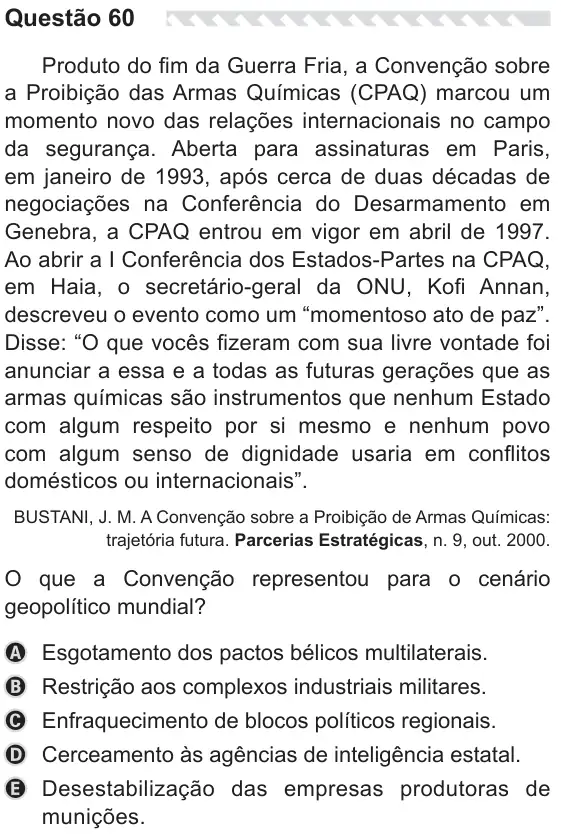 Questão 60
Produto do fim da Guerra Fria, a Convenção sobre
a Proibição das Armas Químicas (CPAQ) marcou um
momento novo das relações internacionais no campo
da segurança. Aberta para assinaturas em Paris,
em janeiro de 1993, após cerca de duas décadas de
negociações na Conferência do Desarmamento em
Genebra, a CPAQ entrou em vigor em abril de 1997.
Ao abrir a I Conferência dos Estados-Partes na CPAQ,
em Haia, o secretário-geral da ONU, Kofi Annan,
descreveu o evento como um “momentoso ato de paz”.
Disse: “O que vocês fizeram com sua livre vontade foi
anunciar a essa e a todas as futuras gerações que as
armas químicas são instrumentos que nenhum Estado
com algum respeito por si mesmo e nenhum povo
com algum senso de dignidade usaria em conflitos
domésticos ou internacionais”.
BUSTANI, J. M. A Convenção sobre a Proibição de Armas Químicas:
trajetória futura. Parcerias Estratégicas, n. 9, out. 2000.
O que a Convenção representou para o cenário
geopolítico mundial?
A Esgotamento dos pactos bélicos multilaterais.
B Restrição aos complexos industriais militares.
C Enfraquecimento de blocos políticos regionais.
D Cerceamento às agências de inteligência estatal.
E Desestabilização das empresas produtoras de
munições.